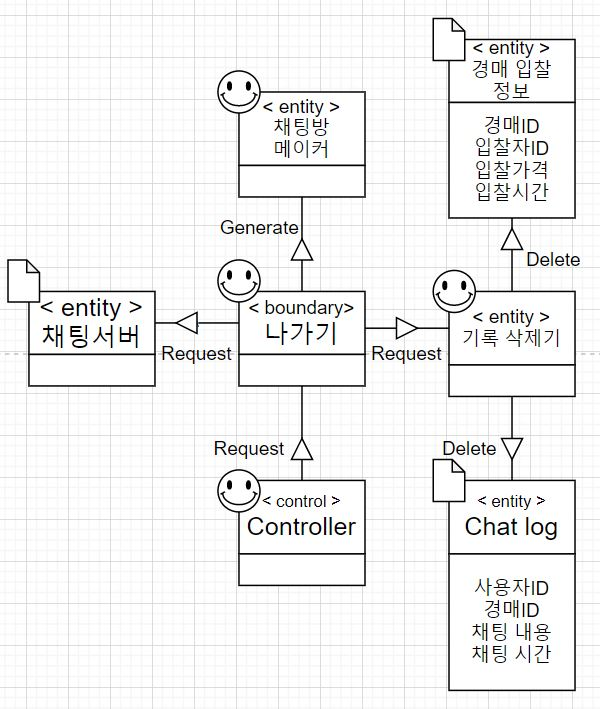 < entity >
경매 입찰
정보
경매ID
입찰자ID
입찰가격
입찰시간
< entity >
채팅방
메이커
Generate
Delete
< entity >
채팅서버
Request
< boundary>
나가기
Request
< entity >
기록 삭제기
Request
Delete
< control >
Controller
< entity >
Chat log
사용자ID
경매ID
채팅 내용
채팅 시간